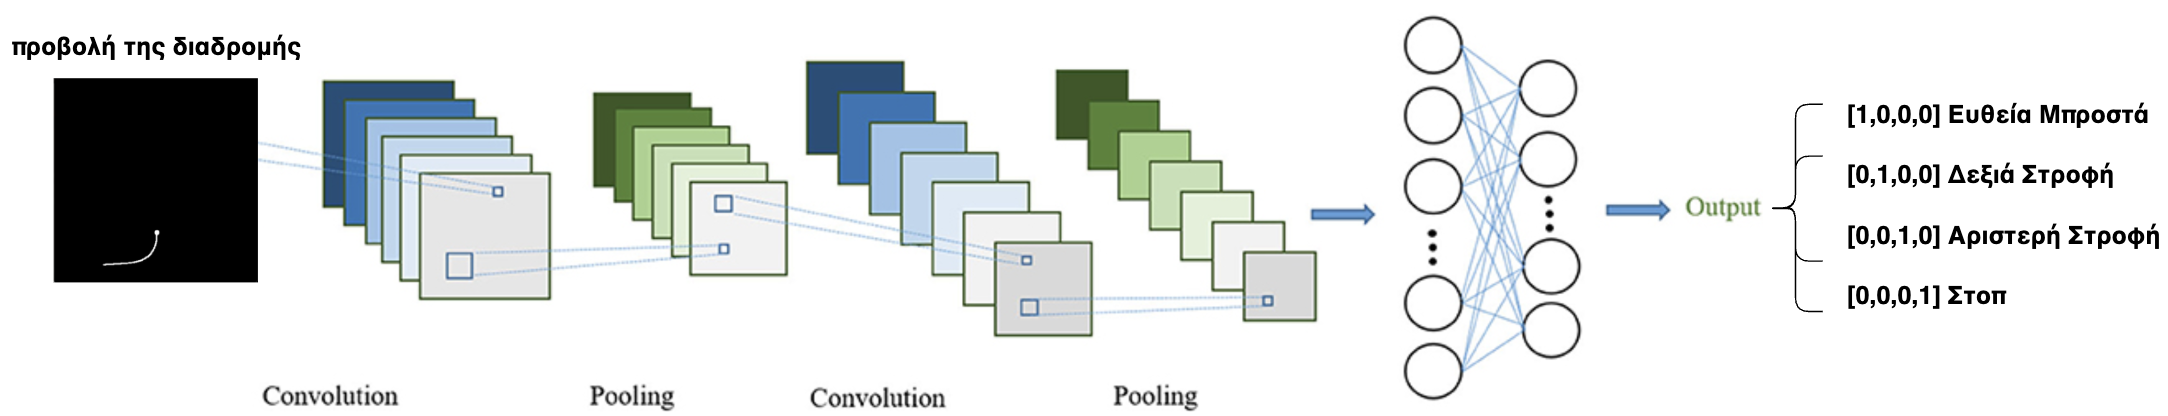 προβολή της διαδρομής
Convolution
Pooling
Convolution
Pooling
Output
[1,0,0,0] Ευθεία Μπροστά
[0,1,0,0] Δεξιά Στροφή
[0,0,1,0] Αριστερή Στροφή
[0,0,0,1] Στοπ